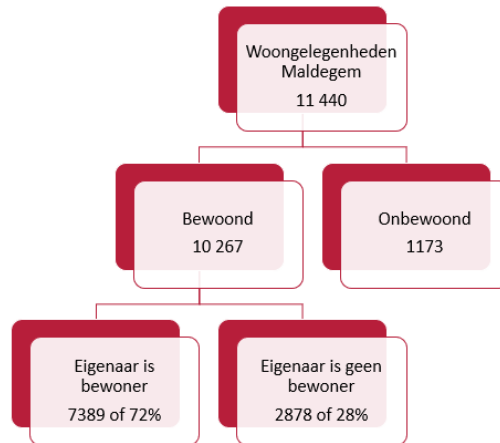 Woongelegenheden
Maldegem
11 440
Bewoond
10 267
Onbewoond
1173
Eigenaar is
bewoner
7389 of 72%
Eigenaar is geen
bewoner
2878 of 28%